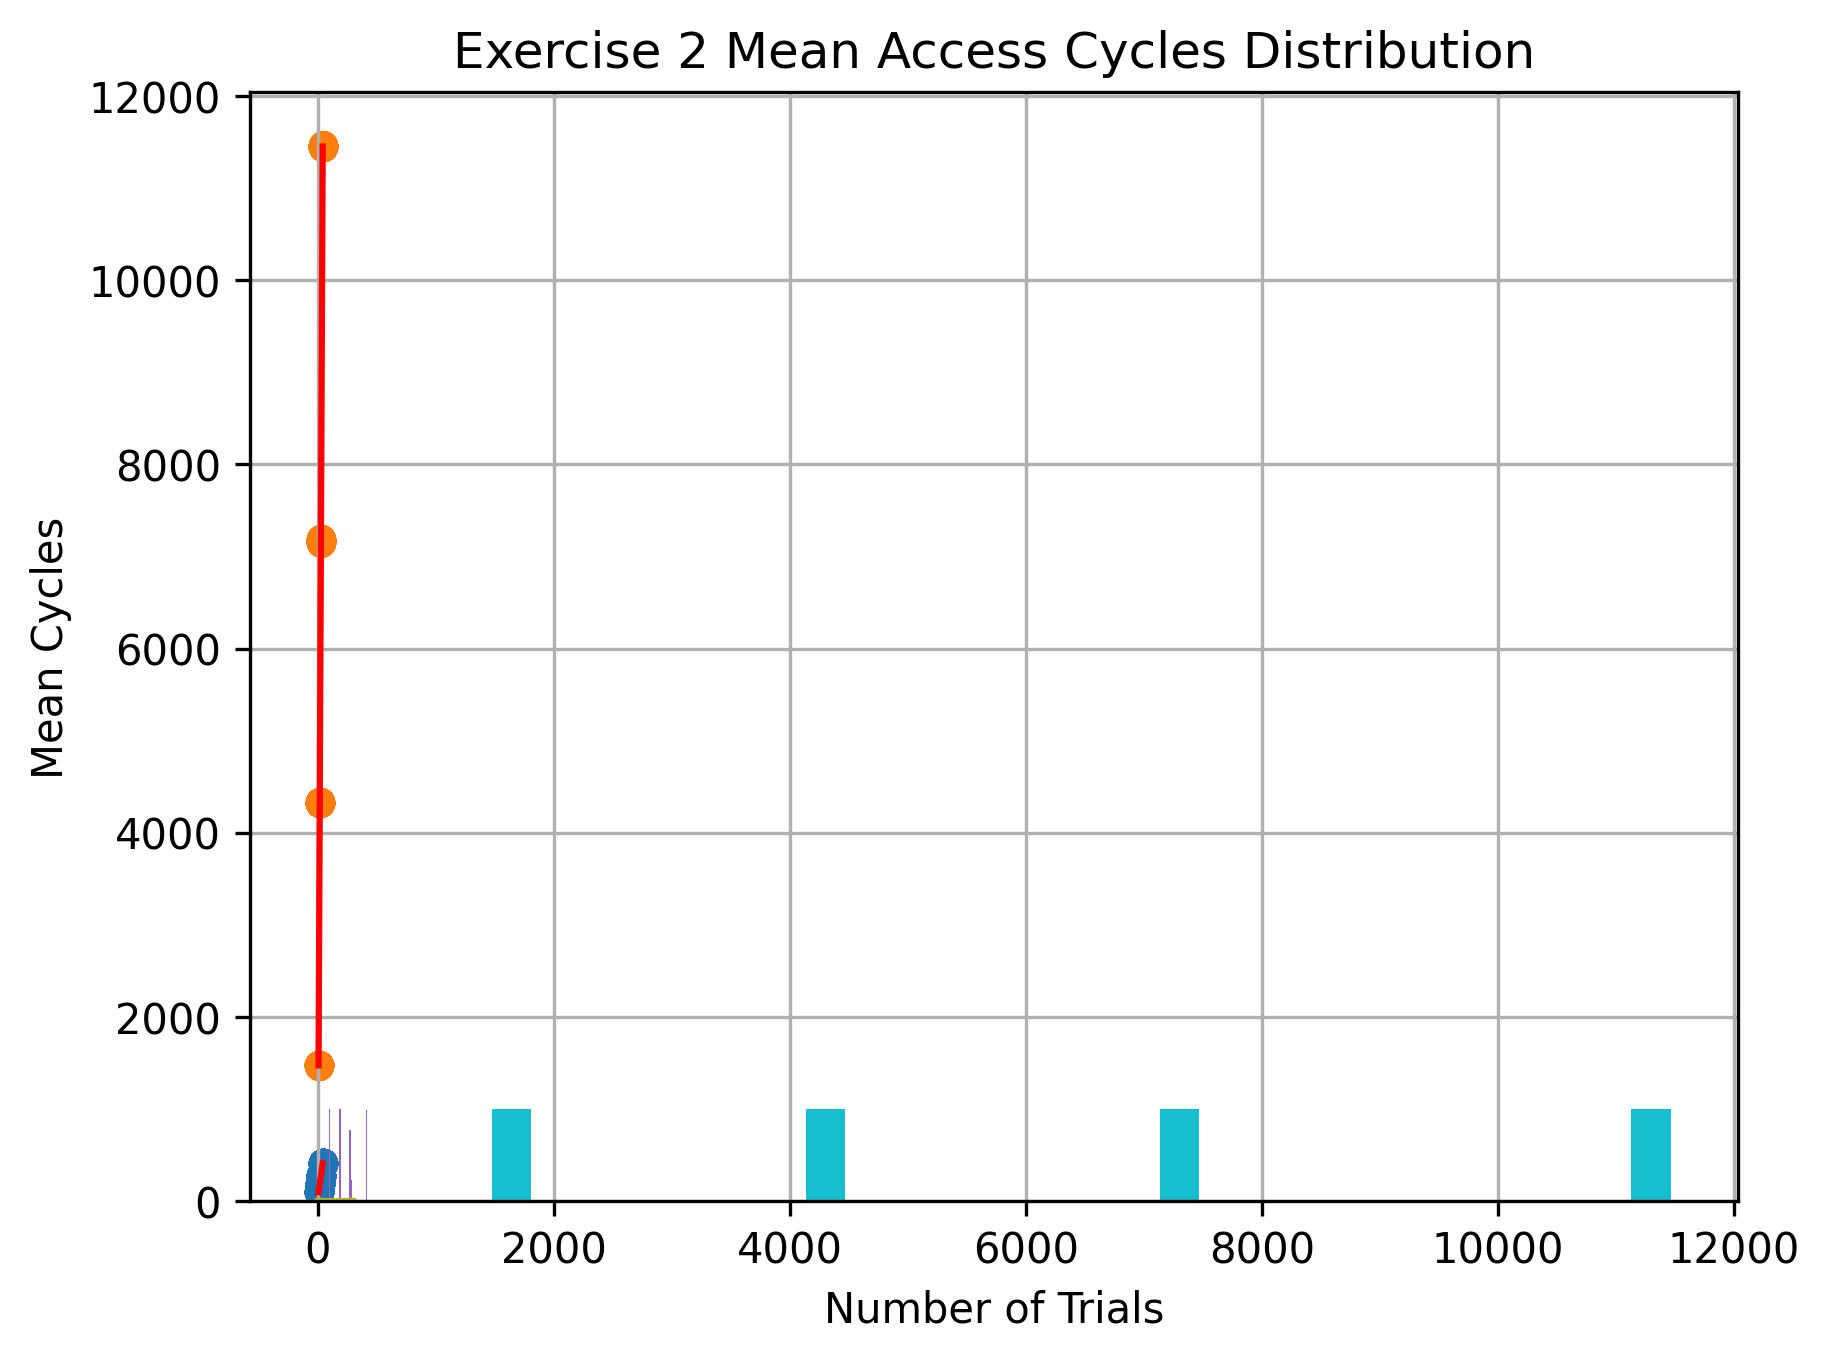 Exercise 2 Mean Access Cycles Distribution
12000
10000
8000
6000
4000
2000
0
Mean Cycles
0 2000 4000 6000 8000 10000 12000
Number of Trials